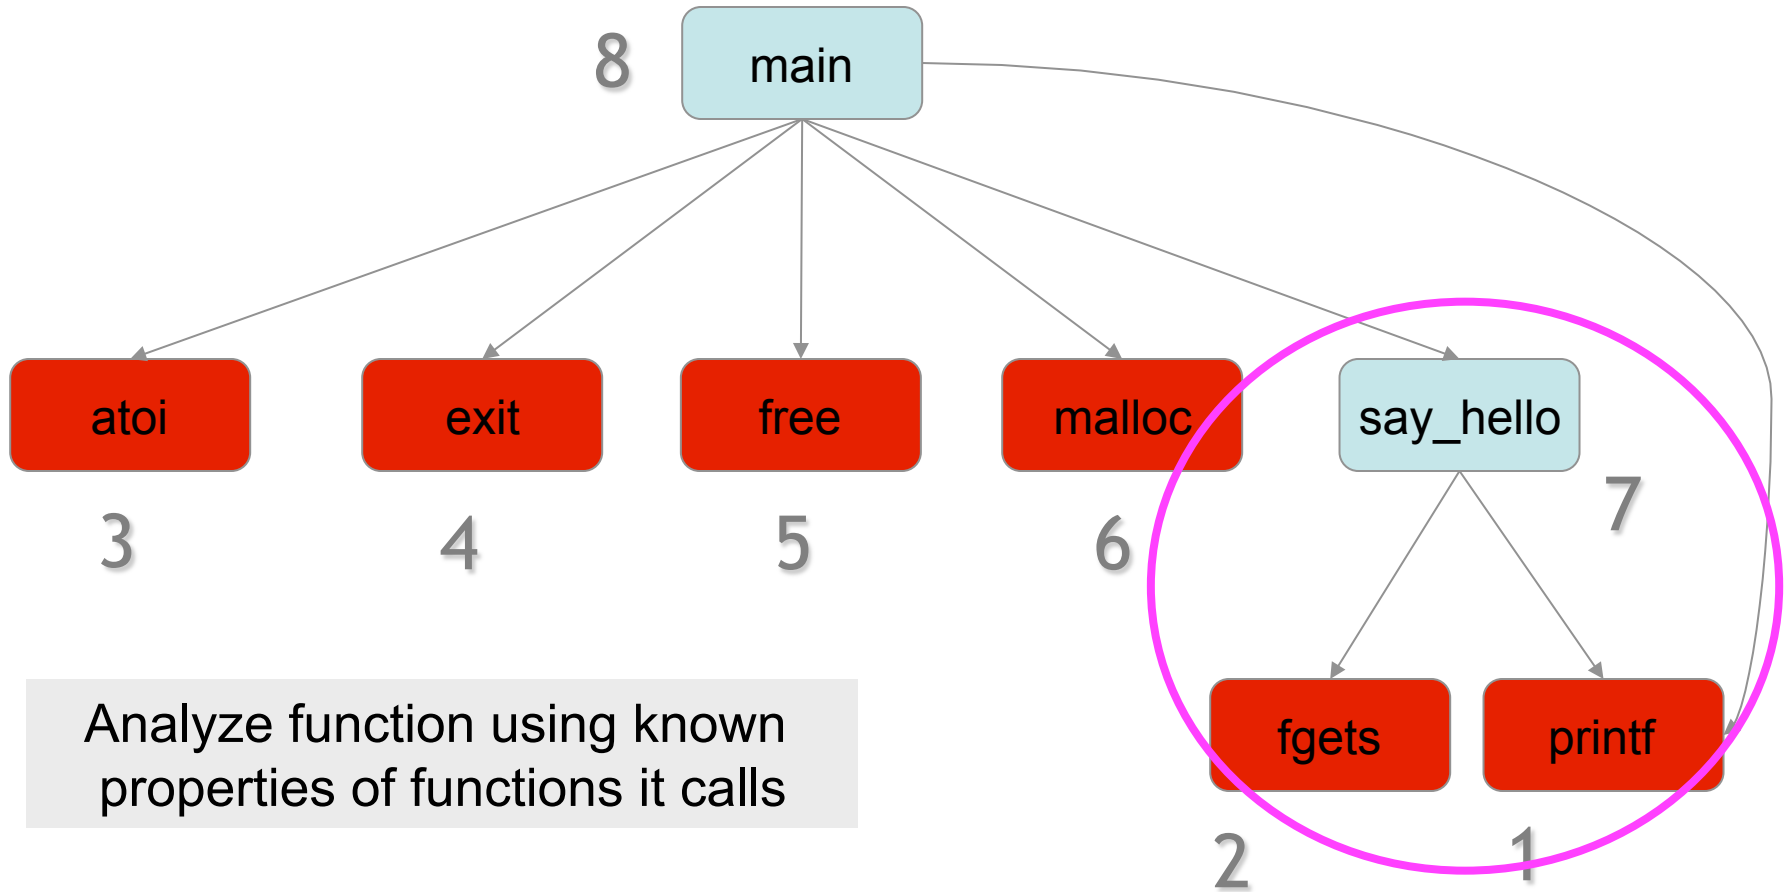 8
main
atoi
exit
free
malloc
say_hello
7
3
4
5
6
Analyze function using known
properties of functions it calls
fgets
printf
2
1